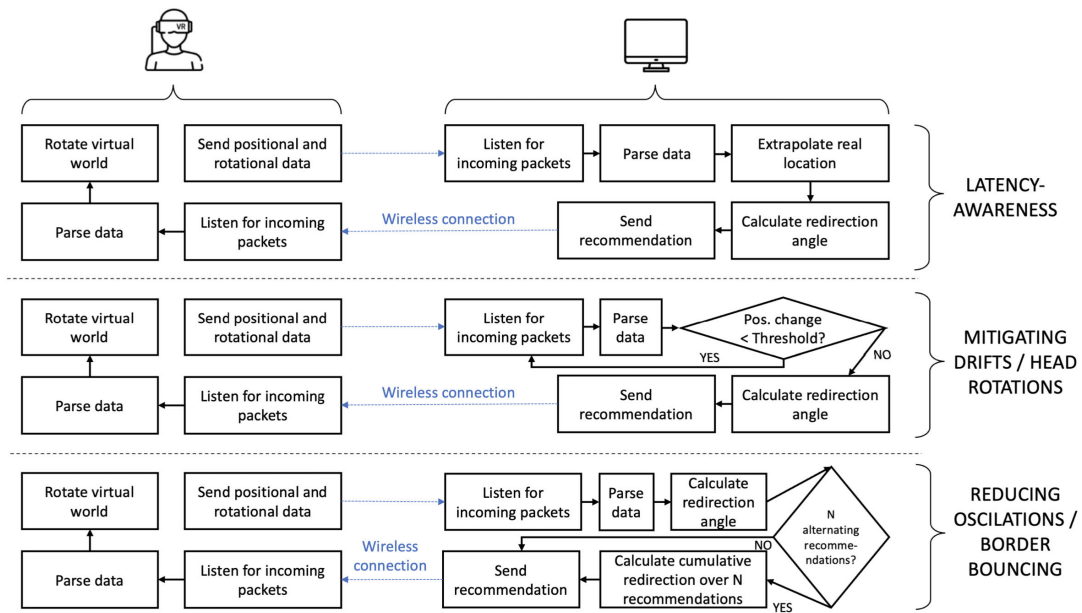 VR
Rotate virtual
world
Send positional and
rotational data
Listen for
incoming packets
Parse data
Extrapolate real
location
Parse data
Listen for incoming
packets
Wireless connection
Send
recommendation
Calculate redirection
angle
LATENCY-
AWARENESS
Rotate virtual
world
Send positional and
rotational data
Listen for
incoming packets
Parse
data
Pos. change
< Threshold?
YES
NO
Parse data
Listen for incoming
packets
Wireless connection
Send
recommendation
Calculate redirection
angle
MITIGATING
DRIFTS / HEAD
ROTATIONS
Rotate virtual
world
Send positional and
rotational data
Listen for
incoming packets
Parse
data
Calculate
redirection
angle
N
alternating
recomme-
ndations?
NO
YES
Parse data
Listen for incoming
packets
Wireless
connection
Send
recommendation
Calculate cumulative
redirection over N
recommendations
REDUCING
OSCILATIONS /
BORDER
BOUNCING